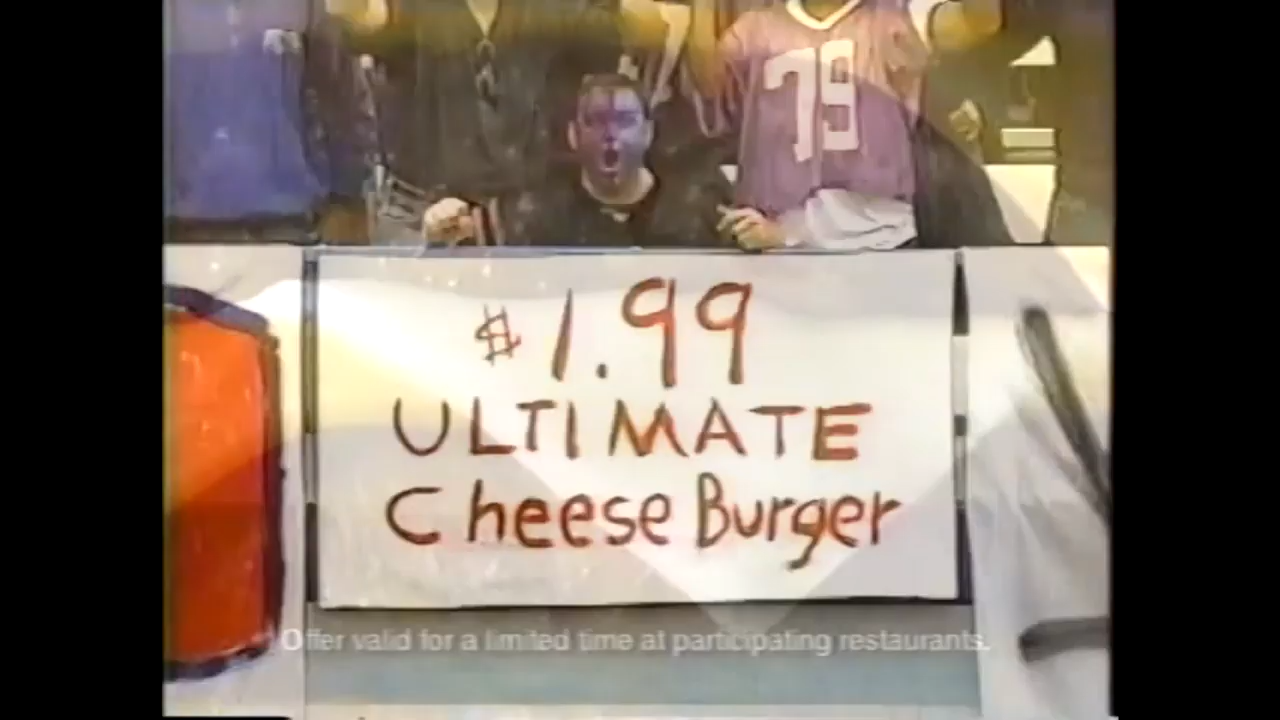 79
$1.99
ULTIMATE
Cheese Burger
Offer valid for a limited time at participating restaurants.